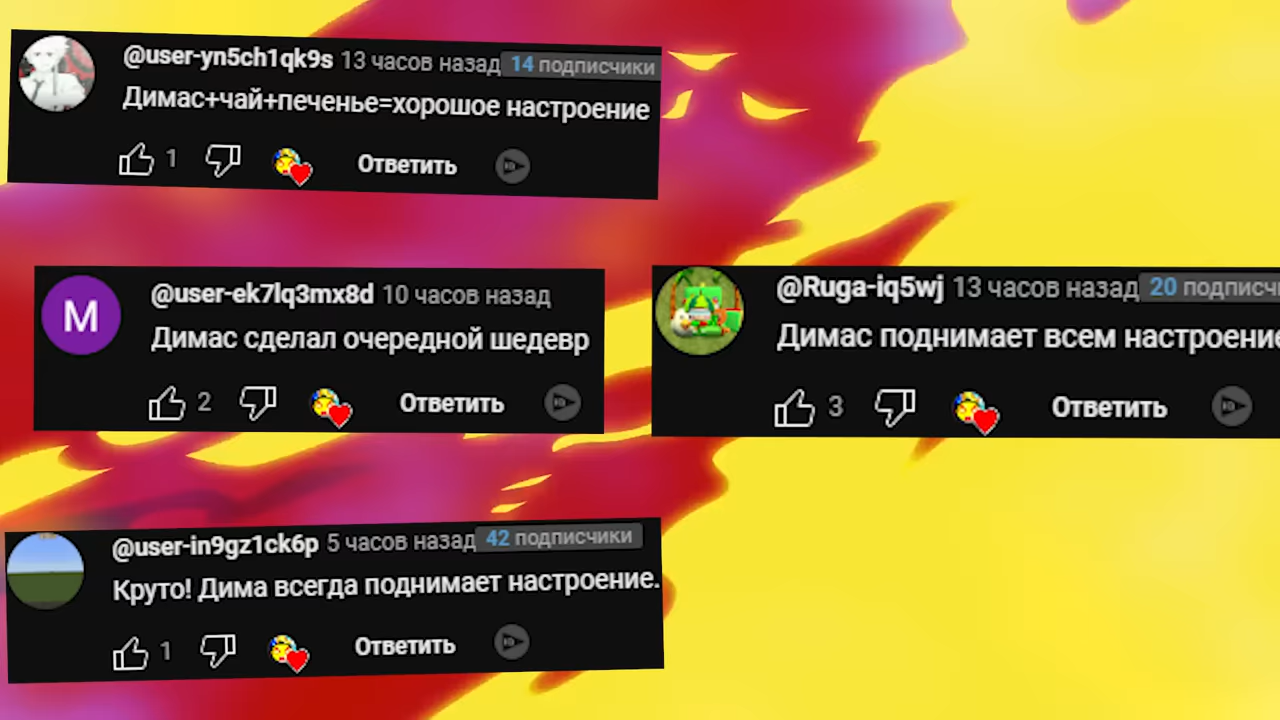 @user-yn5ch1qk9s 13 часов назад 14 подписчики
Димас+чай+печенье=хорошое настроение
1 Ответить
@user-ek7lq3mx8d 10 часов назад
М
Димас сделал очередной шедевр
2 Ответить
@Ruga-iq5wj 13 часов назад 20 подписчи
Димас поднимает всем настроение
3 Ответить
@user-in9gz1ck6p 5 часов назад 42 подписчики
Круто! Дима всегда поднимает настроение.
1 Ответить